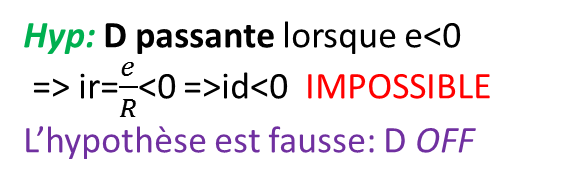 Hyp: D passante lorsque e<0
=> ir=e/R<0 =>id<0 IMPOSSIBLE
L’hypothèse est fausse: D OFF